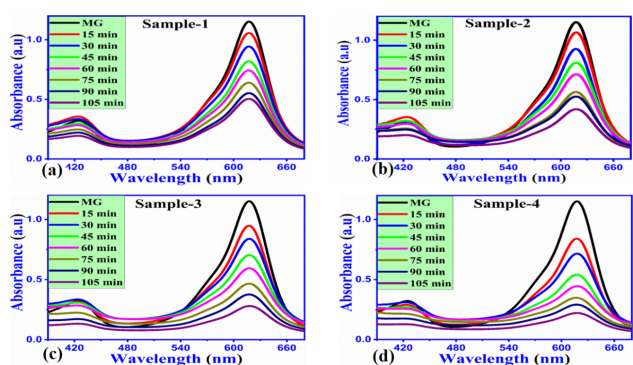 Sample-1
MG
15 min
30 min
45 min
60 min
75 min
90 min
105 min
Absorbance (a.u)
1.0
0.5
0.0
420 480 540 600 660
Wavelength (nm)
(a)
Sample-2
MG
15 min
30 min
45 min
60 min
75 min
90 min
105 min
Absorbance (a.u)
1.0
0.5
0.0
420 480 540 600 660
Wavelength (nm)
(b)
Sample-3
MG
15 min
30 min
45 min
60 min
75 min
90 min
105 min
Absorbance (a.u)
1.0
0.5
0.0
420 480 540 600 660
Wavelength (nm)
(c)
Sample-4
MG
15 min
30 min
45 min
60 min
75 min
90 min
105 min
Absorbance (a.u)
1.0
0.5
0.0
420 480 540 600 660
Wavelength (nm)
(d)